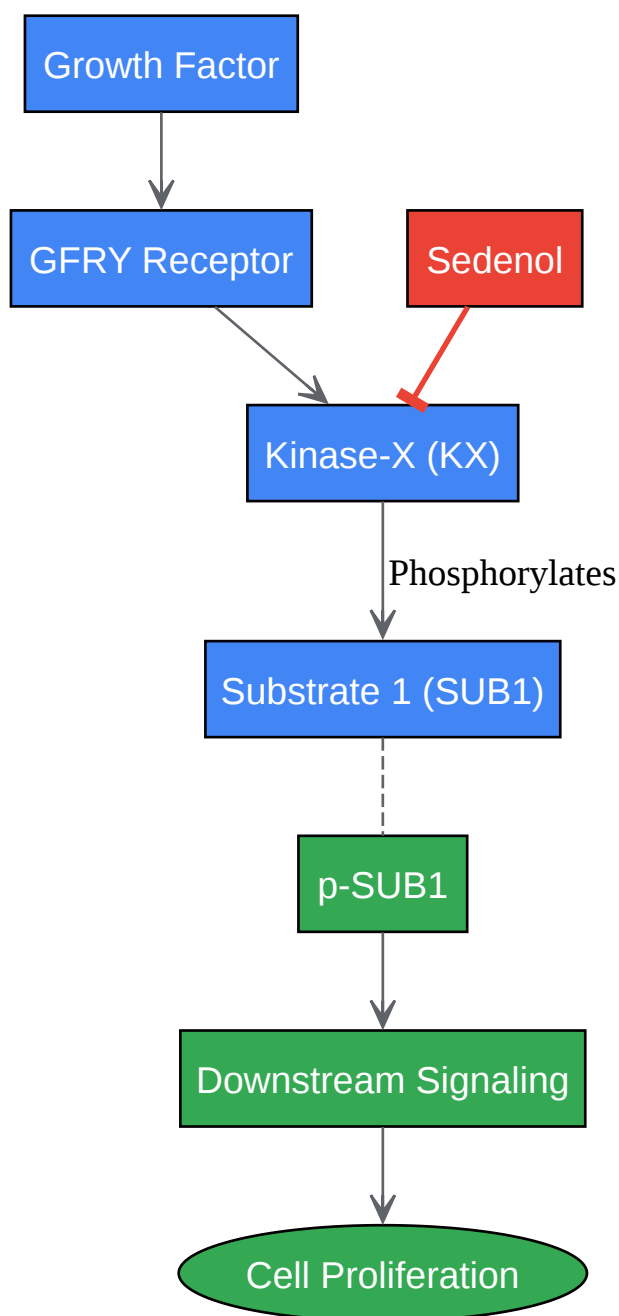 Growth Factor
GFRY Receptor
Sedenol
Kinase-X (KX)
Phosphorylates
Substrate 1 (SUB1)
p-SUB1
Downstream Signaling
Cell Proliferation